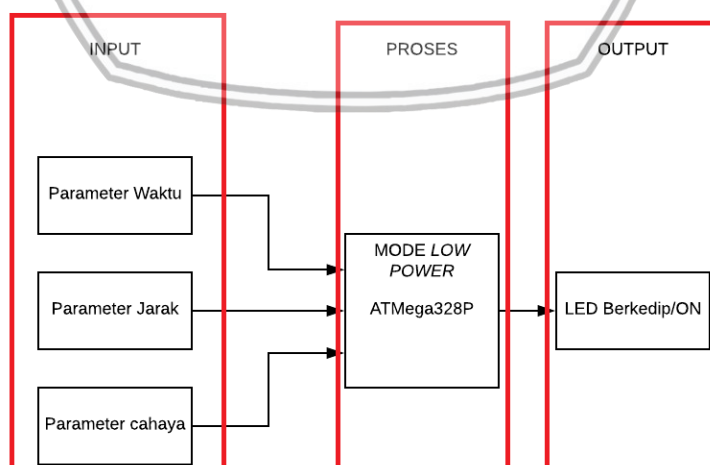 INPUT
PROSES
OUTPUT
Parameter Waktu
Parameter Jarak
Parameter cahaya
MODE LOW
POWER
ATMega328P
LED Berkedip/ON